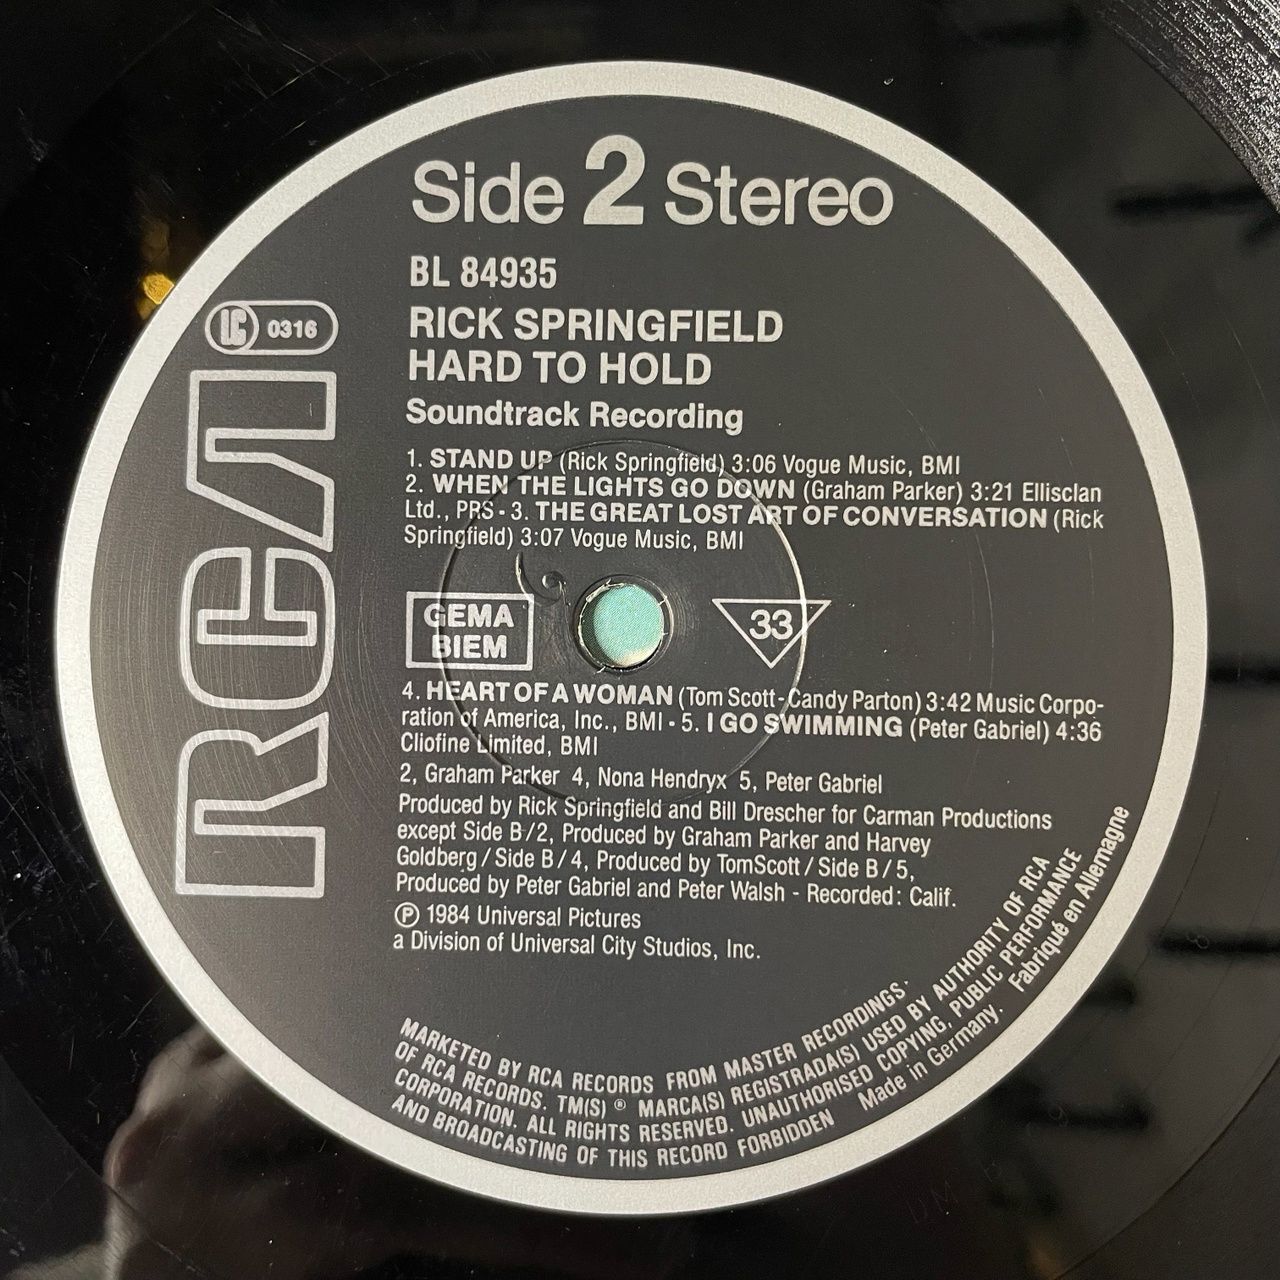 Side 2 Stereo
BL 84935
LC 0316
RICK SPRINGFIELD
HARD TO HOLD
Soundtrack Recording
RCA
1. STAND UP (Rick Springfield) 3:06 Vogue Music, BMI
2. WHEN THE LIGHTS GO DOWN (Graham Parker) 3:21 Ellisclan
Ltd., PRS - 3. THE GREAT LOST ART OF CONVERSATION (Rick
Springfield) 3:07 Vogue Music, BMI
GEMA
BIEM
33
4. HEART OF A WOMAN (Tom Scott-Candy Parton) 3:42 Music Corpo-
ration of America, Inc., BMI - 5. I GO SWIMMING (Peter Gabriel) 4:36
Cliofine Limited, BMI
2, Graham Parker 4, Nona Hendryx 5, Peter Gabriel
Produced by Rick Springfield and Bill Drescher for Carman Productions
except Side B/2, Produced by Graham Parker and Harvey
Goldberg/Side B/4, Produced by TomScott/Side B/5,
Produced by Peter Gabriel and Peter Walsh - Recorded: Calif.
Ⓟ 1984 Universal Pictures
a Division of Universal City Studios, Inc.
MARKETED BY RCA RECORDS FROM MASTER RECORDINGS·
OF RCA RECORDS. TM(S) ® MARCA(S) REGISTRADA(S) USED BY AUTHORITY OF RCA
CORPORATION. ALL RIGHTS RESERVED. UNAUTHORISED COPYING, PUBLIC PERFORMANCE
AND BROADCASTING OF THIS RECORD FORBIDDEN Made in Germany. Fabriqué en Allemagne